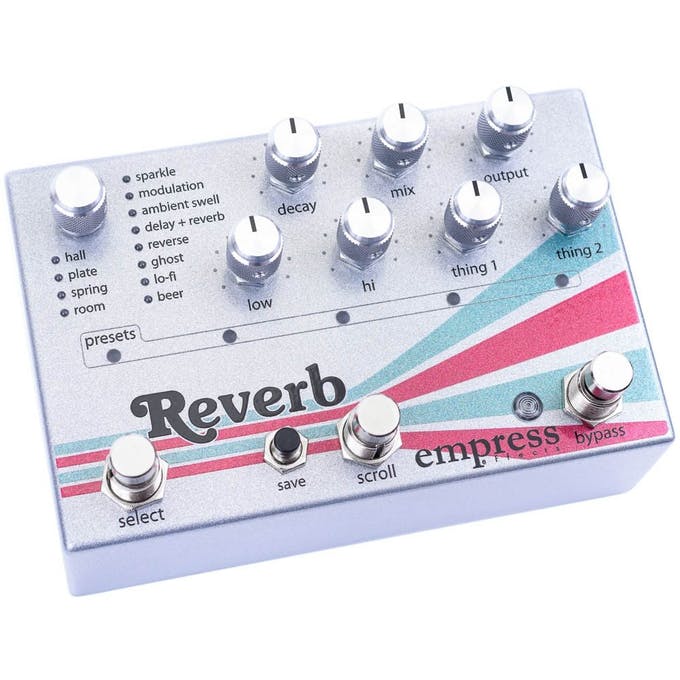 sparkle
modulation
ambient swell
delay + reverb
reverse
ghost
lo-fi
beer
hall
plate
spring
room
decay
mix
output
low
hi
thing 1
thing 2
presets
Reverb
empress
effects
select
save
scroll
bypass